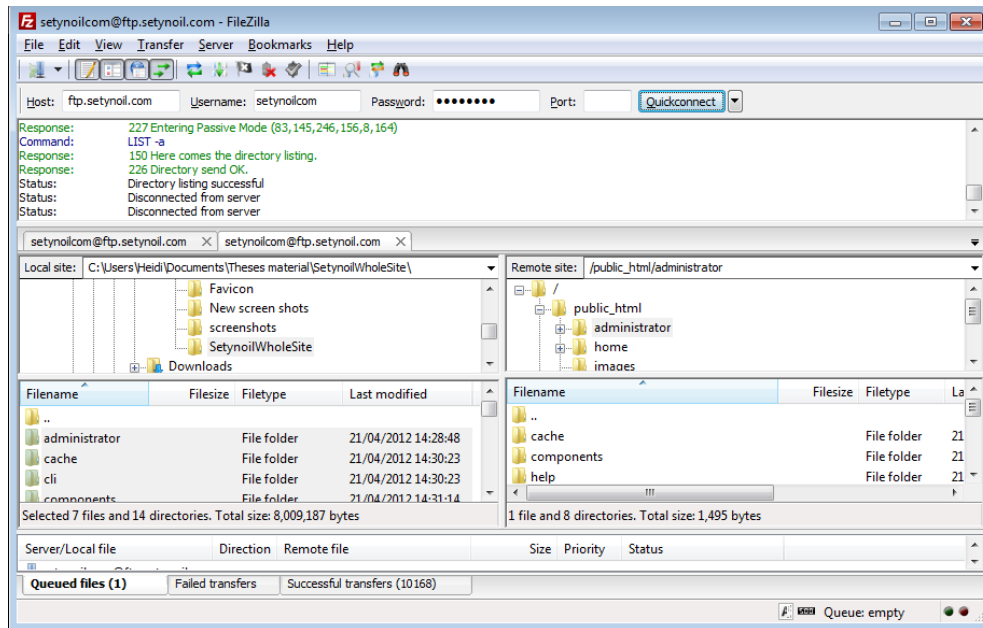 setynoilcom@ftp.setynoil.com - FileZilla
File Edit View Transfer Server Bookmarks Help
Host: ftp.setynoil.com Username: setynoilcom Password: •••••••• Port: Quickconnect
Response: 227 Entering Passive Mode (83,145,246,156,8,164)
Command: LIST -a
Response: 150 Here comes the directory listing.
Response: 226 Directory send OK.
Status: Directory listing successful
Status: Disconnected from server
Status: Disconnected from server
setynoilcom@ftp.setynoil.com setynoilcom@ftp.setynoil.com
Local site: C:\Users\Heidi\Documents\Theses material\SetynoilWholeSite\
Favicon
New screen shots
screenshots
SetynoilWholeSite
Downloads
Filename Filesize Filetype Last modified
..
administrator File folder 21/04/2012 14:28:48
cache File folder 21/04/2012 14:30:23
cli File folder 21/04/2012 14:30:23
components File folder 21/04/2012 14:31:14
Selected 7 files and 14 directories. Total size: 8,009,187 bytes
Remote site: /public_html/administrator
/
public_html
administrator
home
images
Filename Filesize Filetype La
..
cache File folder 21
components File folder 21
help File folder 21
1 file and 8 directories. Total size: 1,495 bytes
Server/Local file Direction Remote file Size Priority Status
Queued files (1) Failed transfers Successful transfers (10168)
Queue: empty